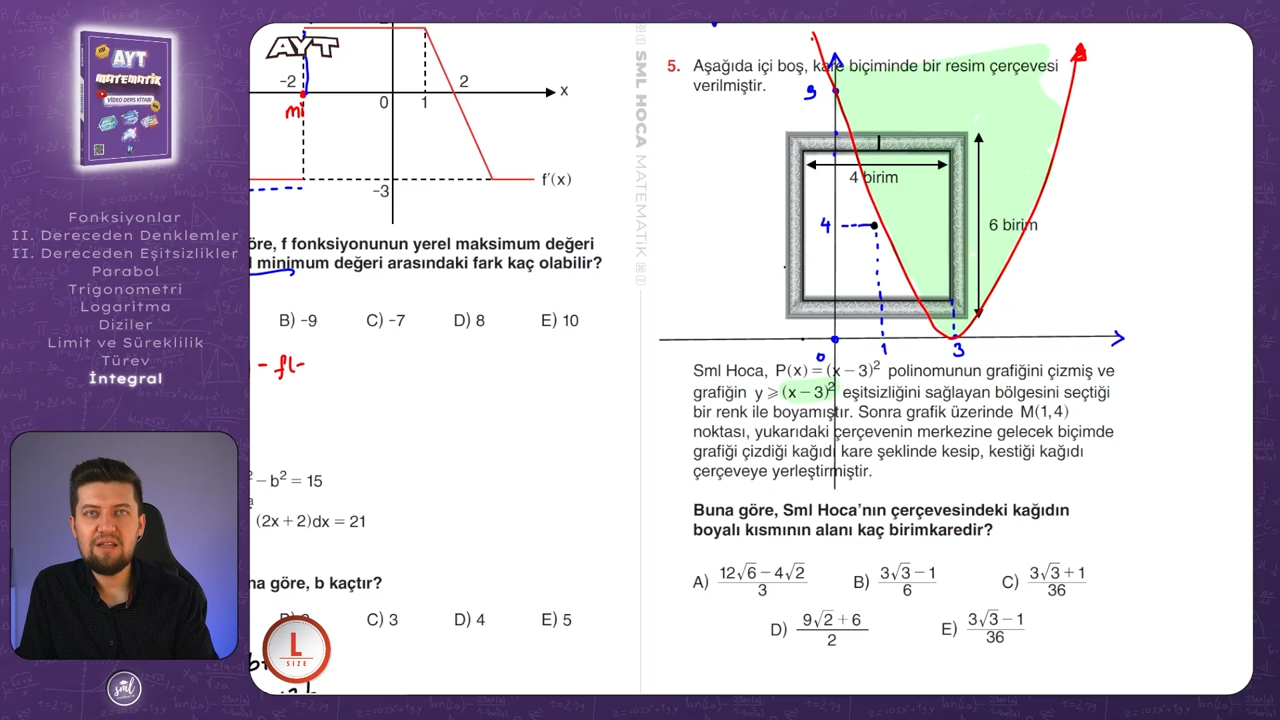 AYT
MATEMATİK
VİDEO DERS KİTABI
Fonksiyonlar
II. Dereceden Denklemler
II. Dereceden Eşitsizlikler
Parabol
Trigonometri
Logaritma
Diziler
Limit ve Süreklilik
Türev
İntegral
sml
AYT
-2
0
1
2
x
m
-3
f'(x)
öre, f fonksiyonunun yerel maksimum değeri
l minimum değeri arasındaki fark kaç olabilir?
B) -9 C) -7 D) 8 E) 10
- f(-
² - b² = 15
(2x + 2)dx = 21
na göre, b kaçtır?
C) 3 D) 4 E) 5
L
SIZE
SML HOCA MATEMATİK
5. Aşağıda içi boş, kare biçiminde bir resim çerçevesi
verilmiştir.
9
4 birim
4
6 birim
0
1
3
Sml Hoca, P(x) = (x - 3)² polinomunun grafiğini çizmiş ve
grafiğin y ⩾ (x - 3)² eşitsizliğini sağlayan bölgesini seçtiği
bir renk ile boyamıştır. Sonra grafik üzerinde M(1, 4)
noktası, yukarıdaki çerçevenin merkezine gelecek biçimde
grafiği çizdiği kağıdı kare şeklinde kesip, kestiği kağıdı
çerçeveye yerleştirmiştir.
Buna göre, Sml Hoca'nın çerçevesindeki kağıdın
boyalı kısmının alanı kaç birimkaredir?
A) (12√6 - 4√2)/3 B) (3√3 - 1)/6 C) (3√3 + 1)/36
D) (9√2 + 6)/2 E) (3√3 - 1)/36